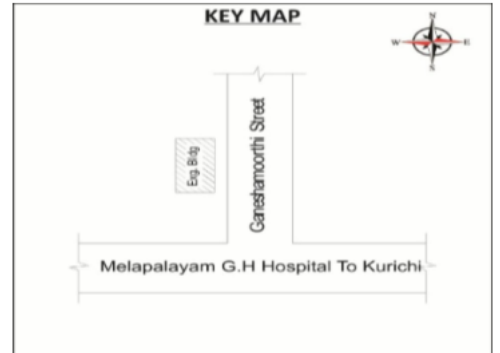 KEY MAP
N
W E
S
Ganeshamoorthi Street
Exg. Bldg
Melapalayam G.H Hospital To Kurichi